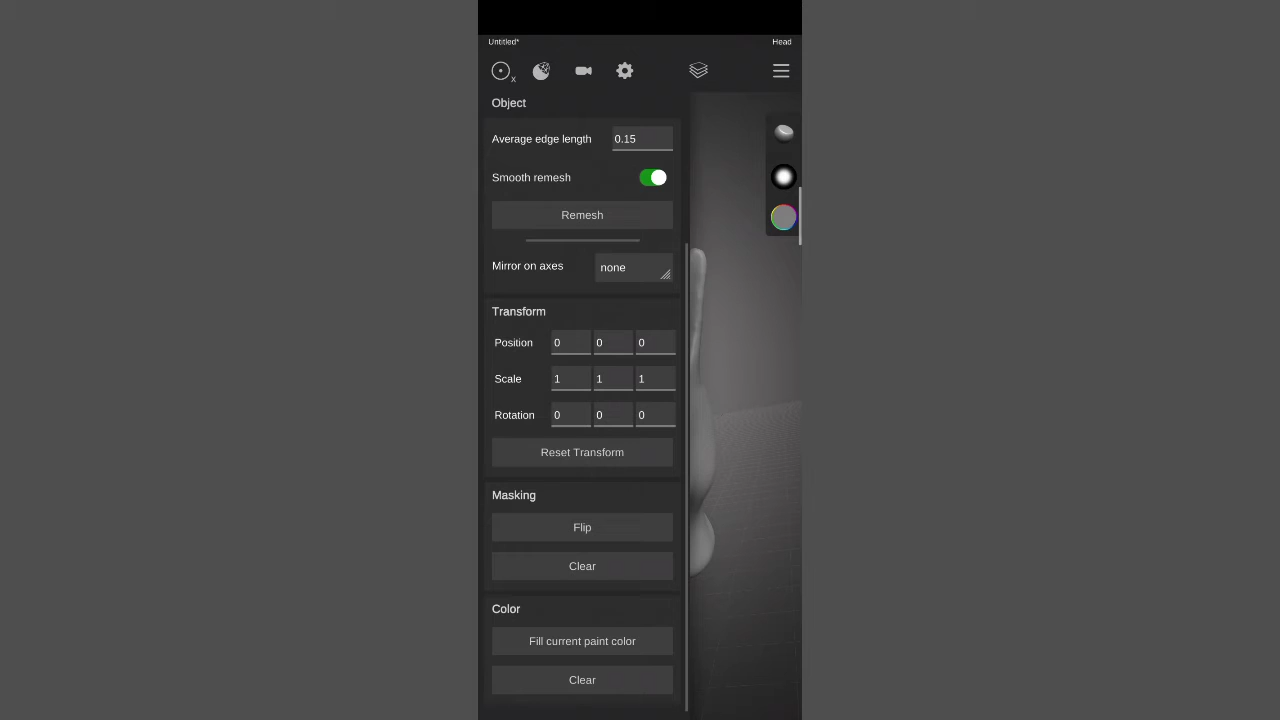 Untitled*
Head
x
Object
Average edge length 0.15
Smooth remesh
Remesh
Mirror on axes none
Transform
Position 0 0 0
Scale 1 1 1
Rotation 0 0 0
Reset Transform
Masking
Flip
Clear
Color
Fill current paint color
Clear